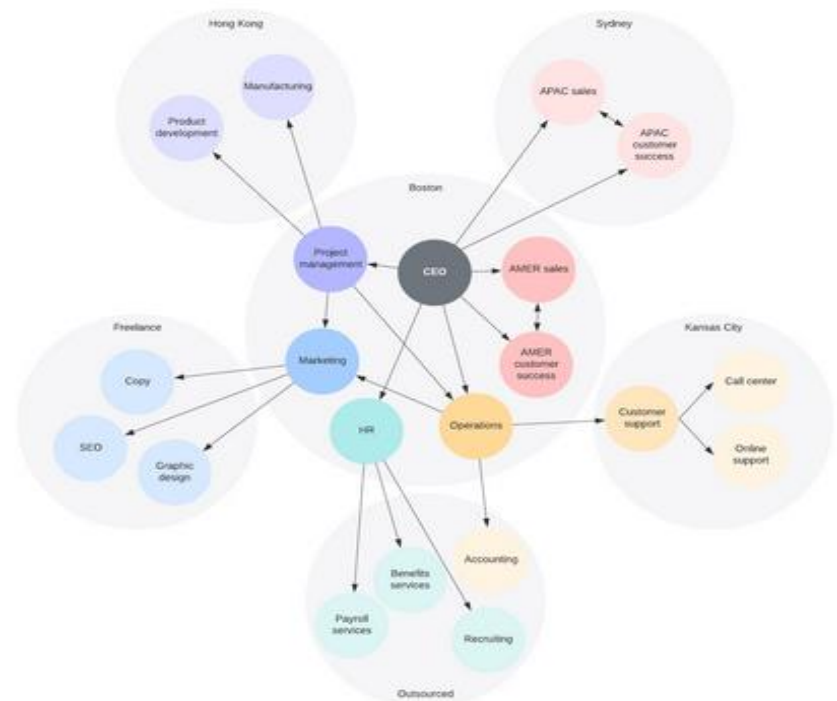 Hong Kong
Manufacturing
Product
development
Sydney
APAC sales
APAC
customer
success
Boston
Project
management
CEO
AMER sales
AMER
customer
success
Marketing
HR
Operations
Freelance
Copy
SEO
Graphic
design
Kansas City
Customer
support
Call center
Online
support
Accounting
Benefits
services
Payroll
services
Recruiting
Outsourced